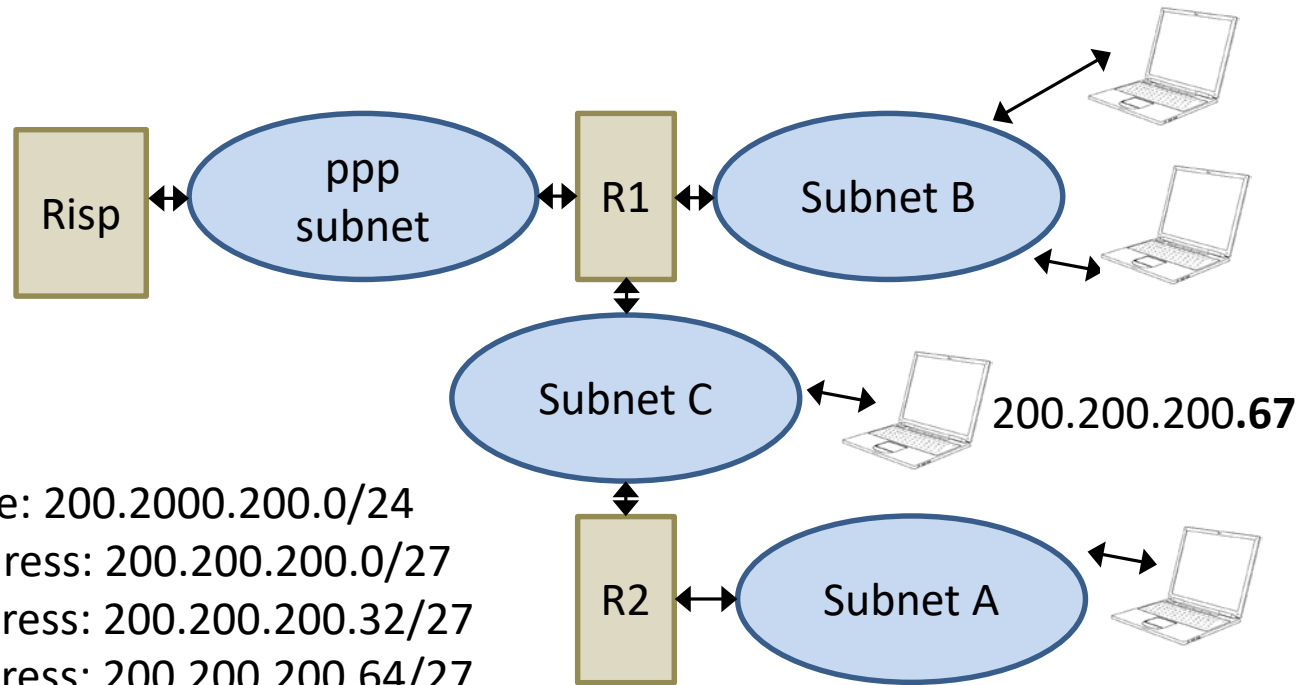 Risp
ppp
subnet
R1
Subnet B
Subnet C
200.200.200.67
e: 200.2000.200.0/24
ress: 200.200.200.0/27
ress: 200.200.200.32/27
ress: 200.200.200.64/27
R2
Subnet A